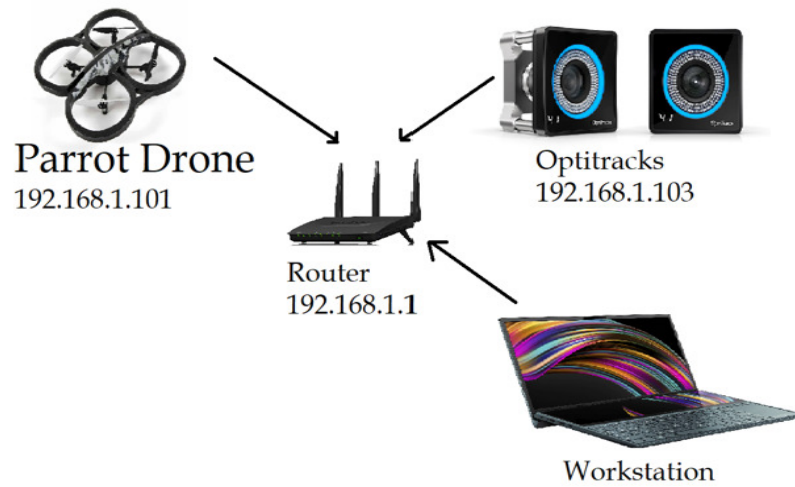 Parrot Drone
192.168.1.101
Optitracks
192.168.1.103
Router
192.168.1.1
Workstation